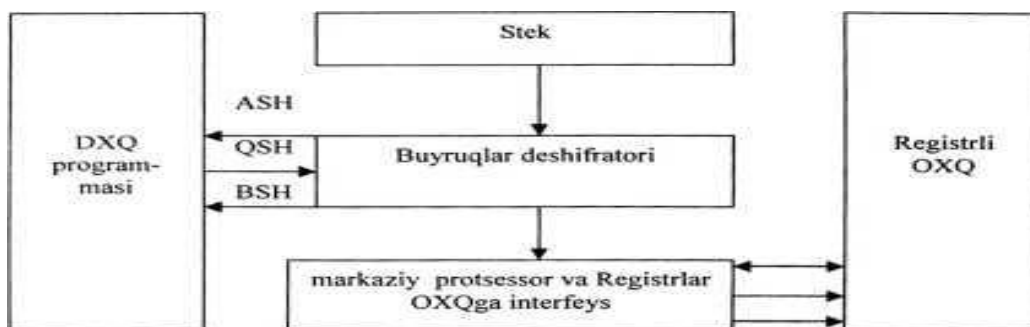 Stek
ASH
DXQ
program-
masi
QSH
BSH
Buyruqlar deshifratori
Registrli
OXQ
markaziy protsessor va Registrlar
OXQga interfeys